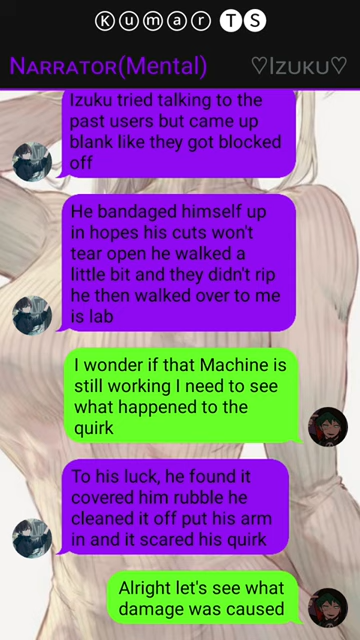 Kumar TS
Narrator(Mental) ♡Izuku♡
Izuku tried talking to the
past users but came up
blank like they got blocked
off
He bandaged himself up
in hopes his cuts won't
tear open he walked a
little bit and they didn't rip
he then walked over to me
is lab
I wonder if that Machine is
still working I need to see
what happened to the
quirk
To his luck, he found it
covered him rubble he
cleaned it off put his arm
in and it scared his quirk
Alright let's see what
damage was caused